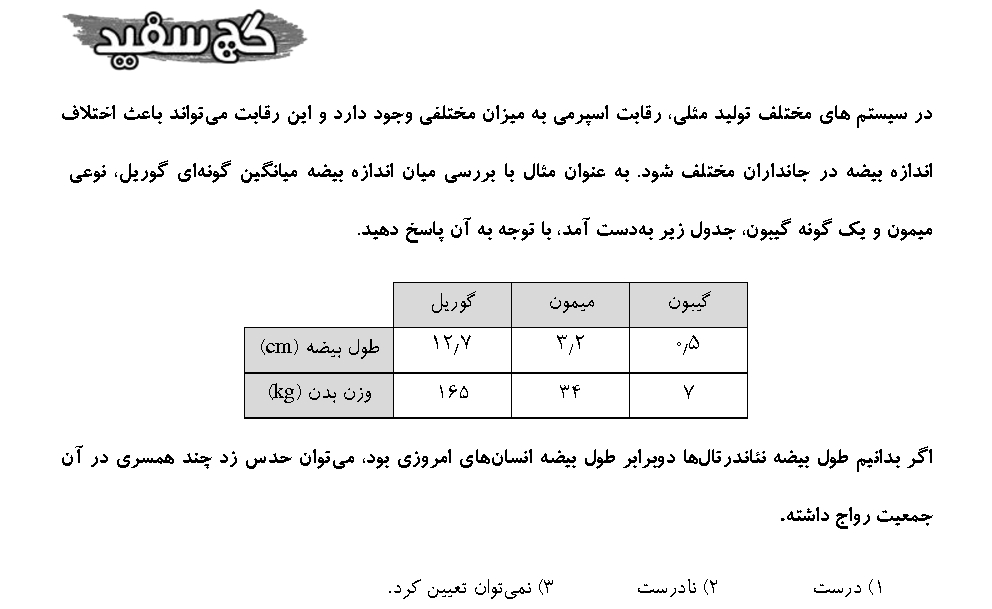 گچ سفید
در سیستم های مختلف تولید مثلی، رقابت اسپرمی به میزان مختلفی وجود دارد و این رقابت می‌تواند باعث اختلاف
اندازه بیضه در جانداران مختلف شود. به عنوان مثال با بررسی میان اندازه بیضه میانگین گونه‌ای گوریل، نوعی
میمون و یک گونه گیبون، جدول زیر به‌دست آمد، با توجه به آن پاسخ دهید.
گیبون میمون گوریل
۰٫۵ ۳٫۲ ۱۲٫۷ طول بیضه (cm)
۷ ۳۴ ۱۶۵ وزن بدن (kg)
اگر بدانیم طول بیضه نئاندرتال‌ها دوبرابر طول بیضه انسان‌های امروزی بود، می‌توان حدس زد چند همسری در آن
جمعیت رواج داشته.
۱) درست ۲) نادرست ۳) نمی‌توان تعیین کرد.